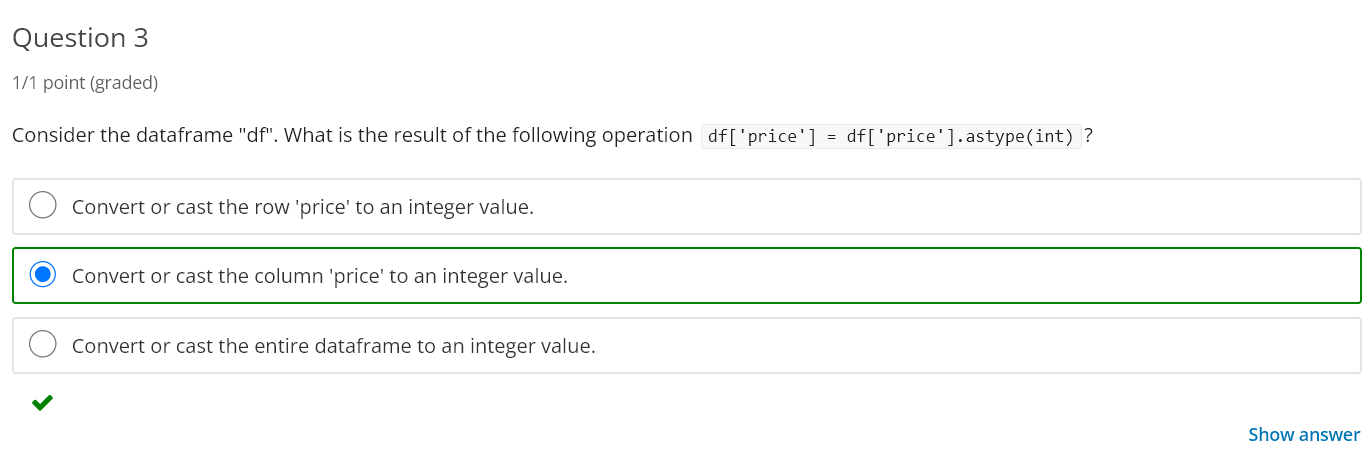 Question 3
1/1 point (graded)
Consider the dataframe "df". What is the result of the following operation df['price'] = df['price'].astype(int) ?
Convert or cast the row 'price' to an integer value.
Convert or cast the column 'price' to an integer value.
Convert or cast the entire dataframe to an integer value.
Show answer